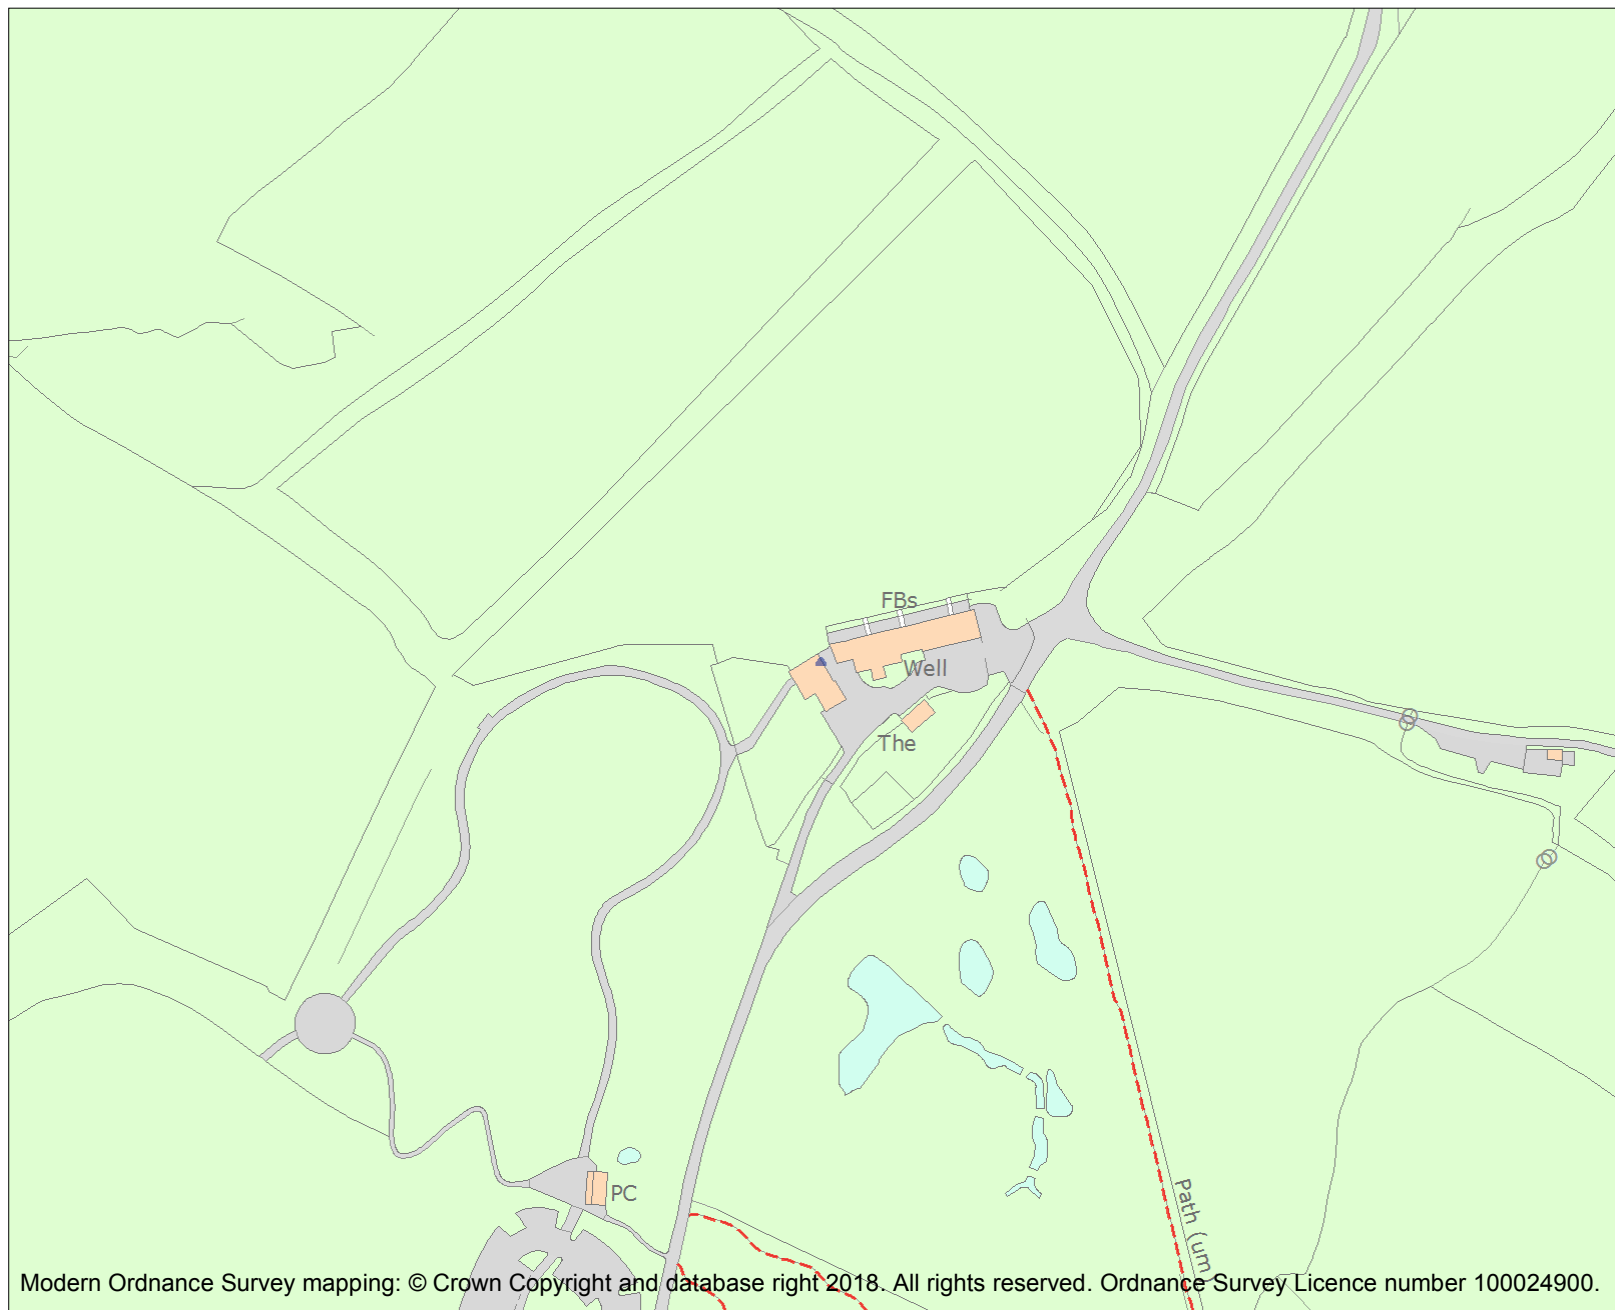 FBs
Well
The
PC
Path (um)
Modern Ordnance Survey mapping: © Crown Copyright and database right 2018. All rights reserved. Ordnance Survey Licence number 100024900.